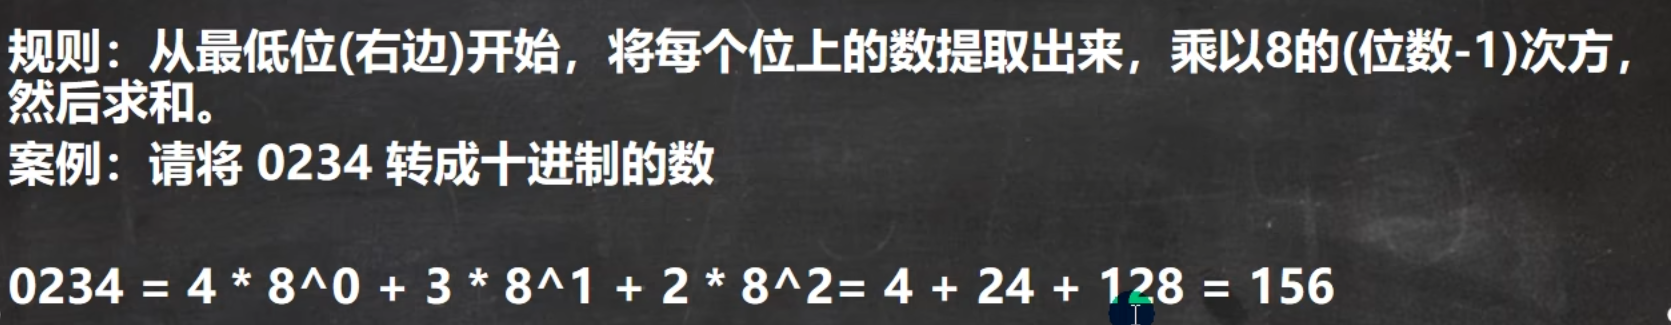 规则：从最低位(右边)开始，将每个位上的数提取出来，乘以8的(位数-1)次方，
然后求和。
案例：请将 0234 转成十进制的数
0234 = 4 * 8^0 + 3 * 8^1 + 2 * 8^2= 4 + 24 + 128 = 156